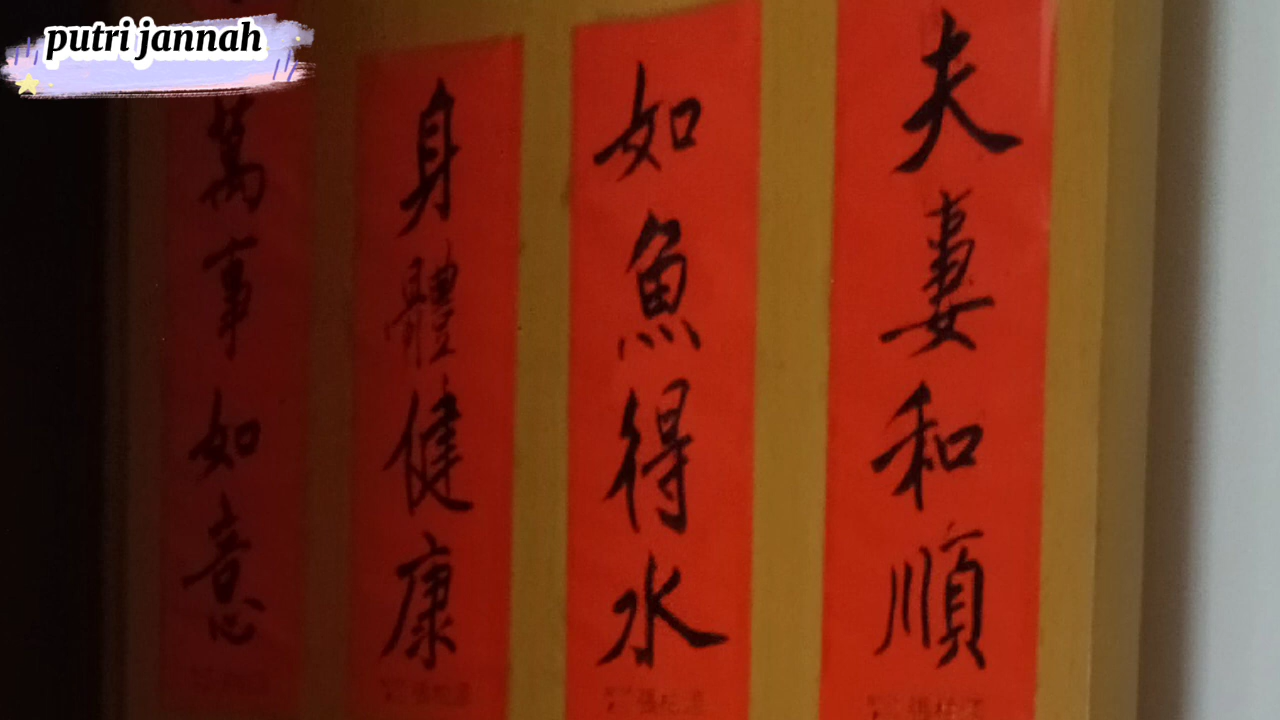 putri jannah
夫妻和順
如魚得水
身體健康
萬事如意